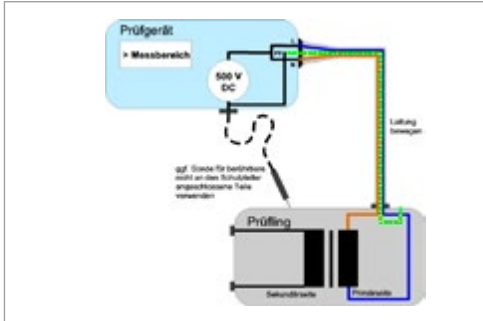 Prüfgerät
> Messbereich
500 V
DC
Leitung
bewegen
ggf. Sonde für berührbare
nicht an den Schutzleiter
angeschlossene Teile
verwenden
Prüfling
Sekundärseite
Primärseite